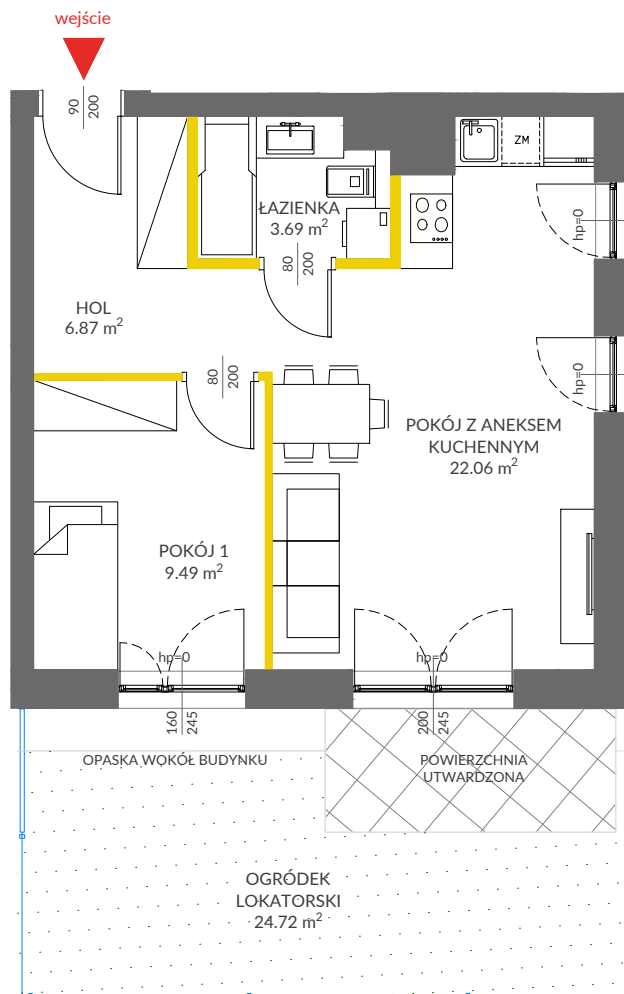 wejście
90
200
ZM
ŁAZIENKA
3.69 m²
80
200
hp=0
HOL
6.87 m²
80
200
hp=0
POKÓJ Z ANEKSEM
KUCHENNYM
22.06 m²
POKÓJ 1
9.49 m²
hp=0
hp=0
160
245
200
245
OPASKA WOKÓŁ BUDYNKU
POWIERZCHNIA
UTWARDZONA
OGRÓDEK
LOKATORSKI
24.72 m²